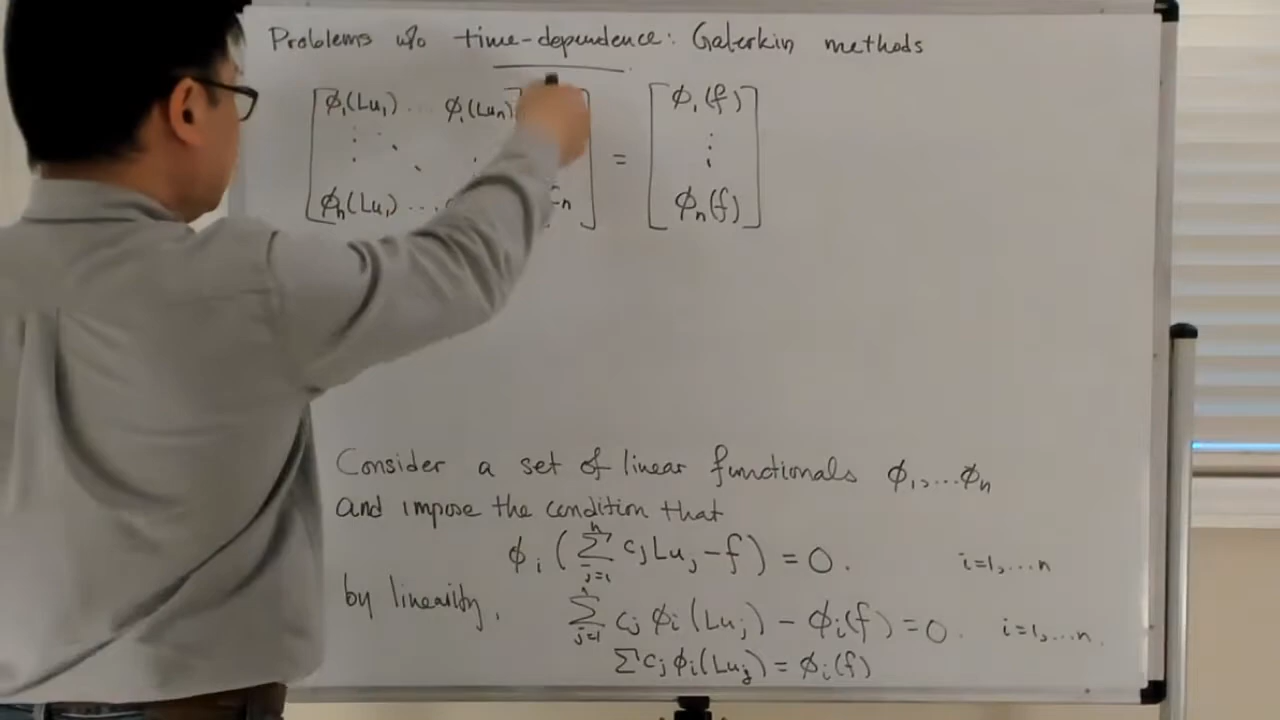 Problems w/o time-dependence: Galerkin methods
ϕ₁(Lu₁) ... ϕ₁(Luₙ) = ϕ₁(f)
⋮ ⋱ ⋮
ϕₙ(Lu₁) ... cₙ ϕₙ(f)
Consider a set of linear functionals ϕ₁,...ϕₙ
and impose the condition that
ϕᵢ(∑ⱼ₌₁ⁿ cⱼLuⱼ-f) = 0. i=1,...n
by linearity, ∑ⱼ₌₁ⁿ cⱼ ϕᵢ(Luⱼ) - ϕᵢ(f) = 0. i=1,...n.
∑cⱼϕᵢ(Luⱼ) = ϕᵢ(f)